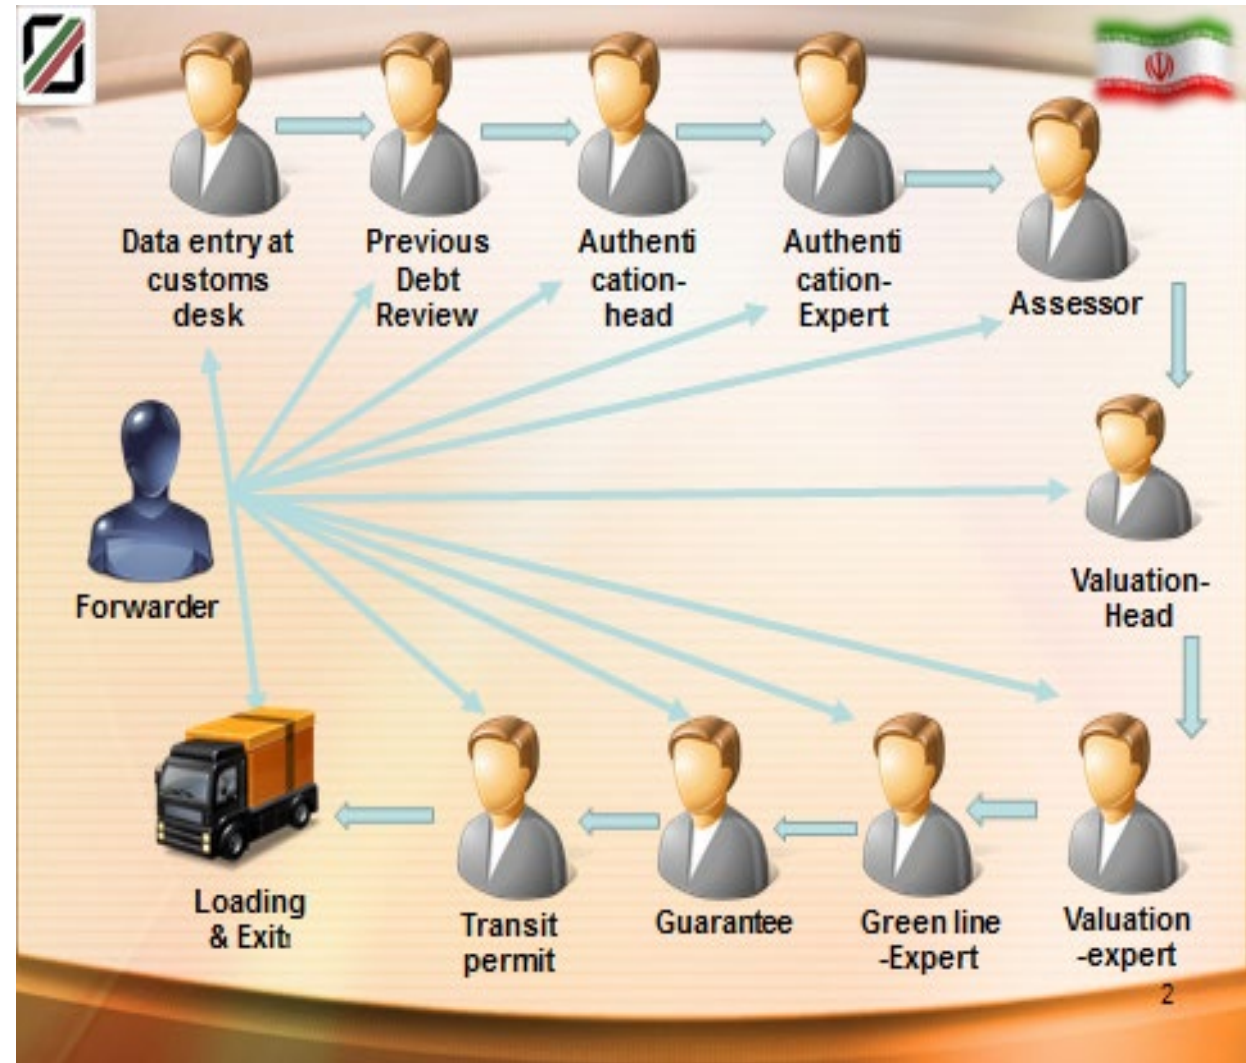 Data entry at
customs
desk
Previous
Debt
Review
Authenti
cation-
head
Authenti
cation-
Expert
Assessor
Forwarder
Valuation-
Head
Loading
& Exit
Transit
permit
Guarantee
Green line
-Expert
Valuation
-expert
2